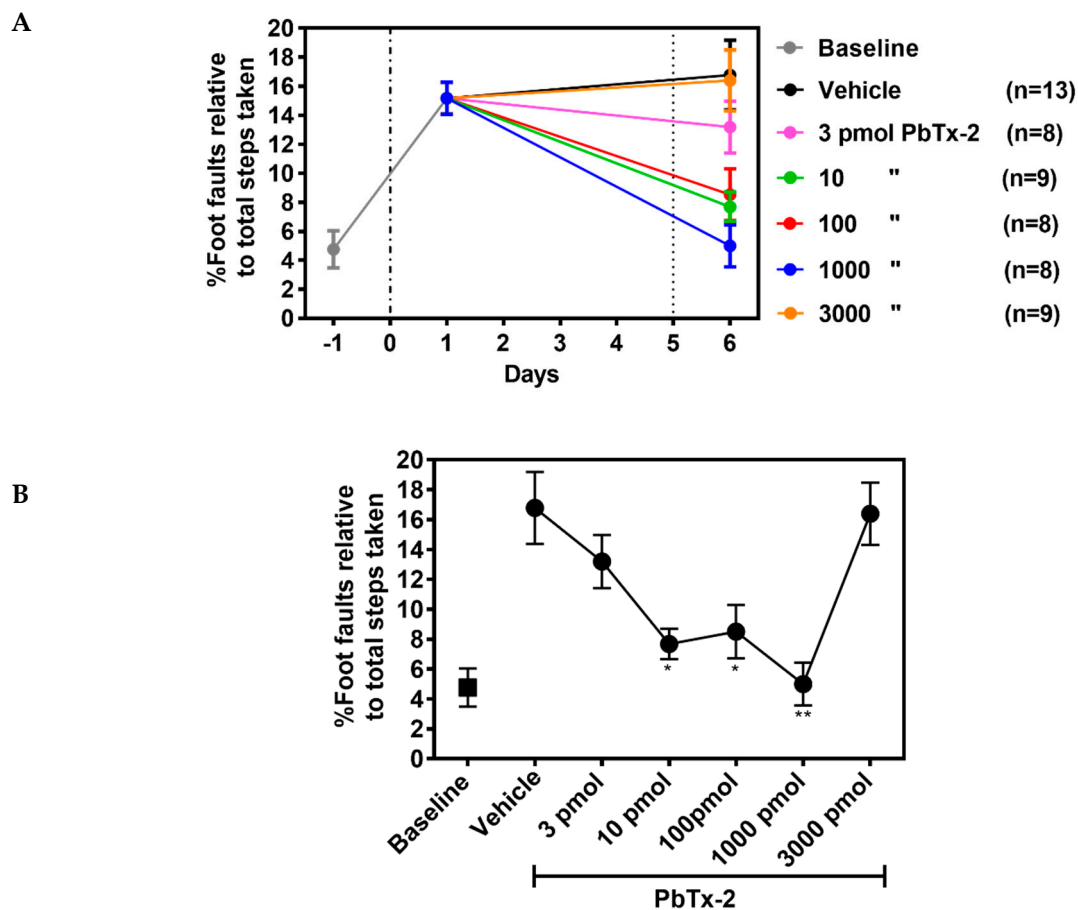 A
%Foot faults relative
to total steps taken
20
18
16
14
12
10
8
6
4
2
0
-1 0 1 2 3 4 5 6
Days
Baseline
Vehicle (n=13)
3 pmol PbTx-2 (n=8)
10 " (n=9)
100 " (n=8)
1000 " (n=8)
3000 " (n=9)
B
%Foot faults relative
to total steps taken
20
18
16
14
12
10
8
6
4
2
0
* * **
Baseline
Vehicle
3 pmol
10 pmol
100pmol
1000 pmol
3000 pmol
PbTx-2